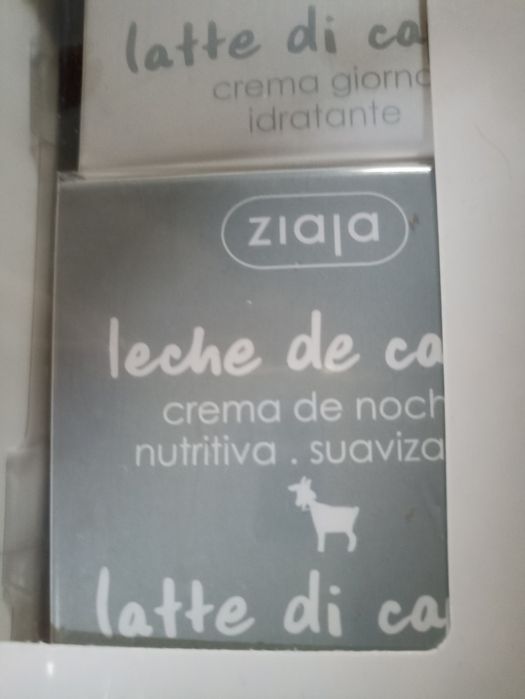 latte di ca
crema giorno
idratante
ziaja
leche de ca
crema de noch
nutritiva . suaviza
latte di ca